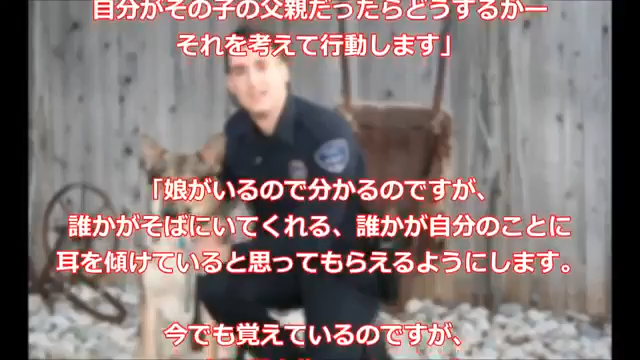 自分がその子の父親だったらどうするかー
それを考えて行動します」
「娘がいるので分かるのですが、
誰かがそばにいてくれる、誰かが自分のことに
耳を傾けていると思ってもらえるようにします。
今でも覚えているのですが、